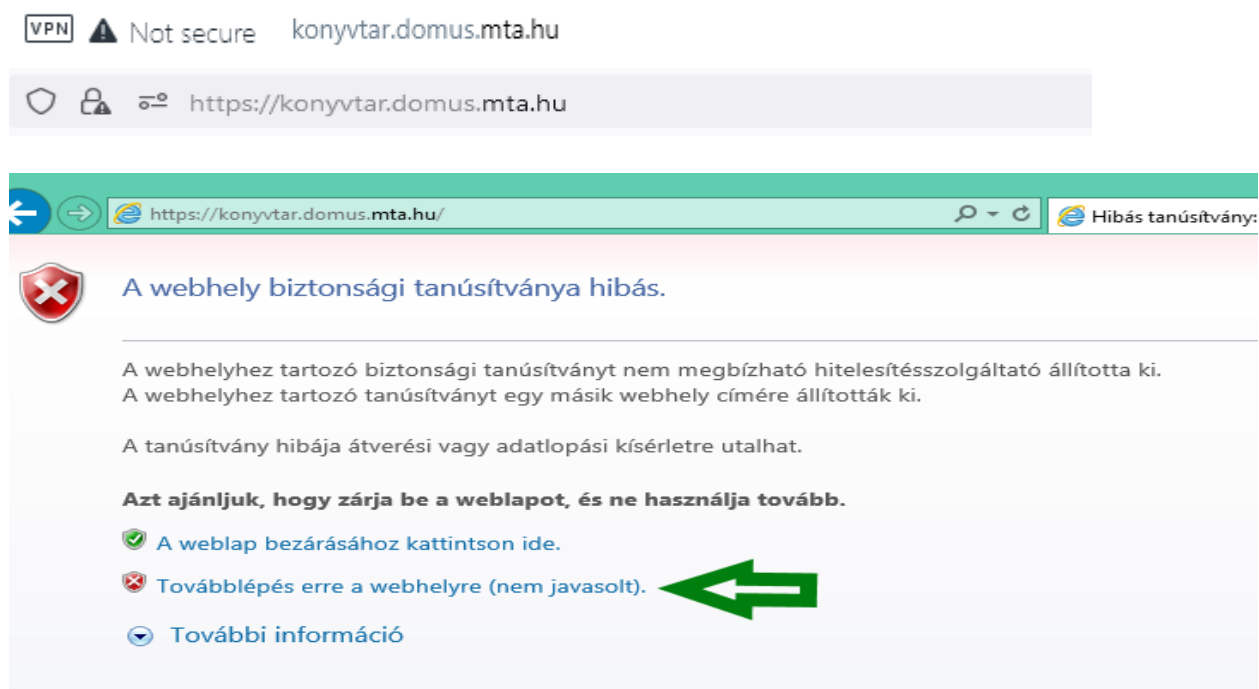 VPN Not secure konyvtar.domus.mta.hu
https://konyvtar.domus.mta.hu
https://konyvtar.domus.mta.hu/ Hibás tanúsítvány:
A webhely biztonsági tanúsítványa hibás.
A webhelyhez tartozó biztonsági tanúsítványt nem megbízható hitelesítésszolgáltató állította ki.
A webhelyhez tartozó tanúsítványt egy másik webhely címére állították ki.
A tanúsítvány hibája átverési vagy adatlopási kísérletre utalhat.
Azt ajánljuk, hogy zárja be a weblapot, és ne használja tovább.
A weblap bezárásához kattintson ide.
Továbblépés erre a webhelyre (nem javasolt).
További információ